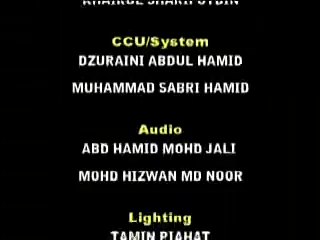 CCU/System
DZURAINI ABDUL HAMID
MUHAMMAD SABRI HAMID
Audio
ABD HAMID MOHD JALI
MOHD HIZWAN MD NOOR
Lighting
TAMIN PIAHAT